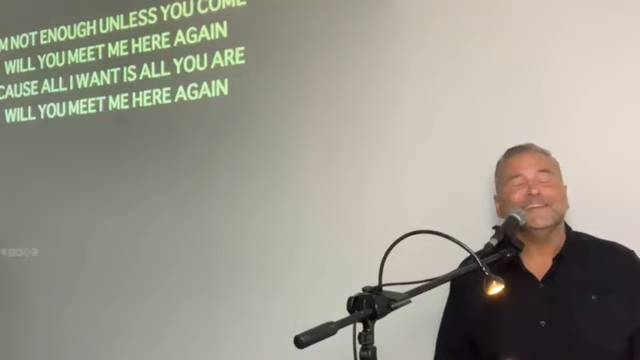 M NOT ENOUGH UNLESS YOU COME
WILL YOU MEET ME HERE AGAIN
CAUSE ALL I WANT IS ALL YOU ARE
WILL YOU MEET ME HERE AGAIN